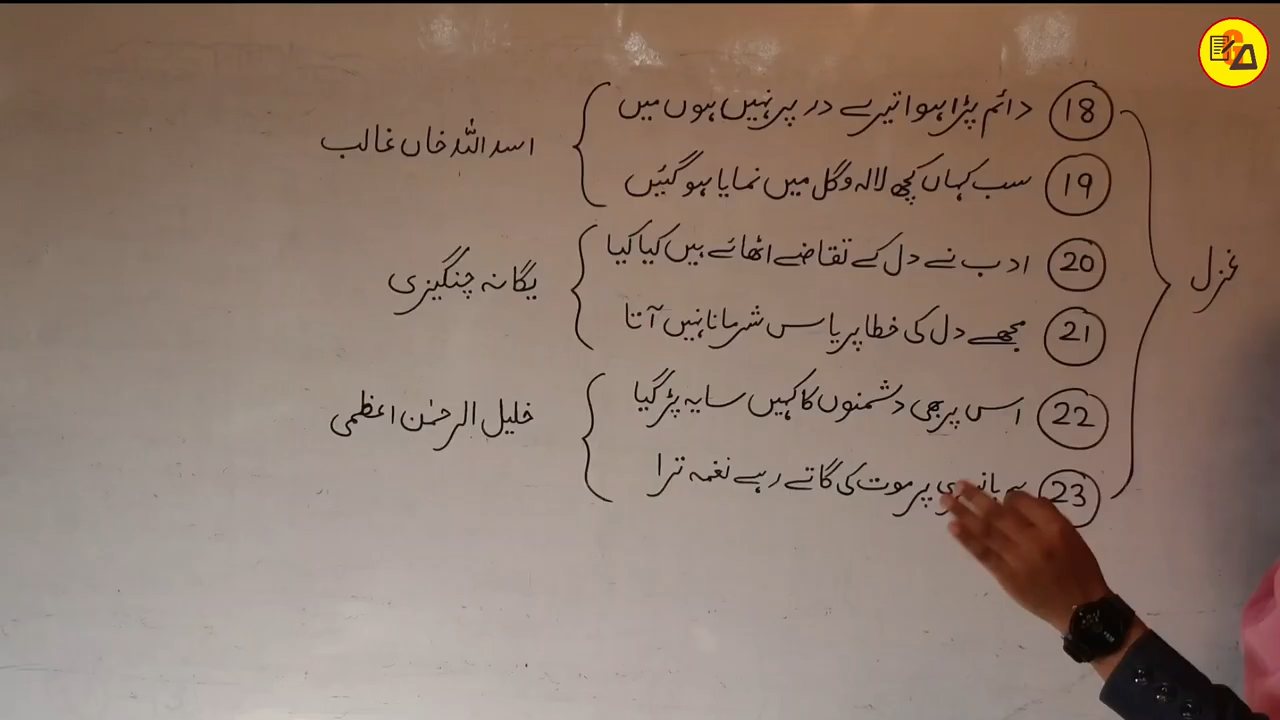 غزل
18 دائم پڑا ہوا تیرے در پر نہیں ہوں میں
19 سب کہاں کچھ لالہ و گل میں نمایا ہو گئیں
اسد اللہ خاں غالب
20 ادب نے دل کے تقاضے اٹھائے ہیں کیا کیا
21 مجھے دل کی خطا پر یاس شرمانا نہیں آتا
یگانہ چنگیزی
22 اس پر بھی دشمنوں کا کہیں سایہ پڑ گیا
23 پر موت کی گاتے رہے نغمہ ترا
خلیل الرحمٰن اعظمی